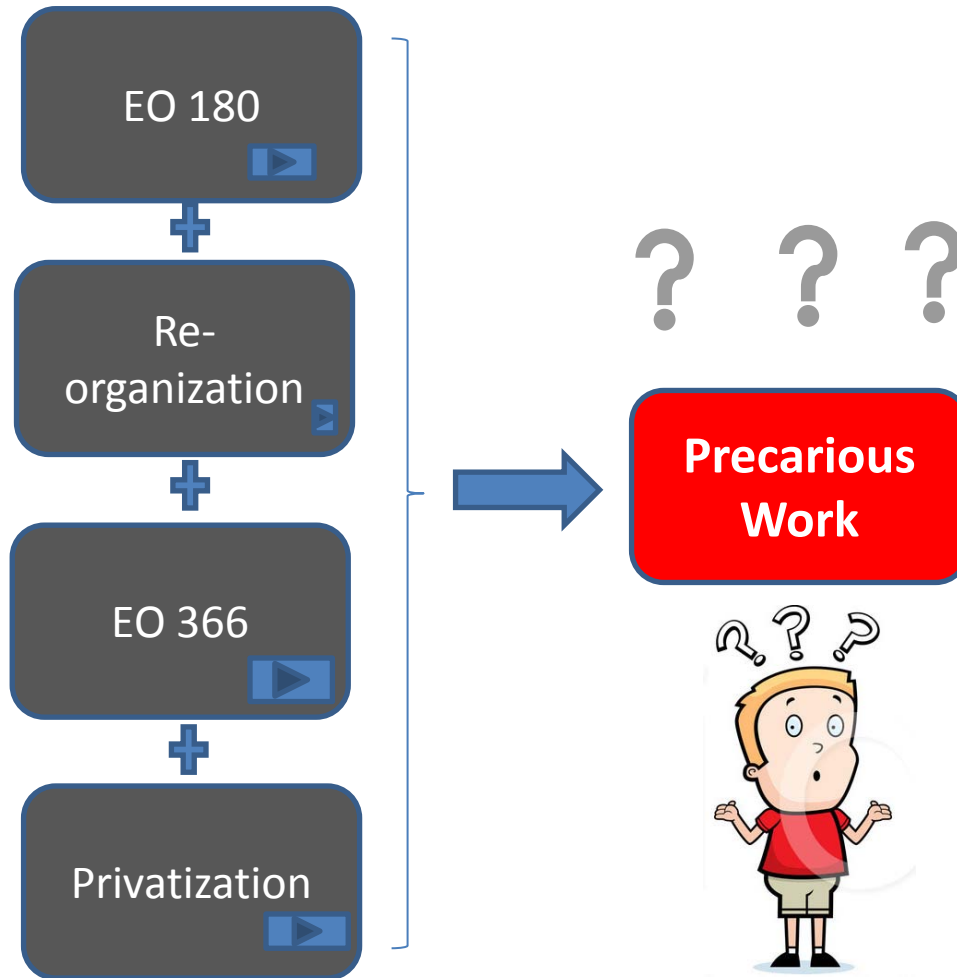 EO 180
Re-
organization
EO 366
Privatization
? ? ?
Precarious
Work
? ? ?